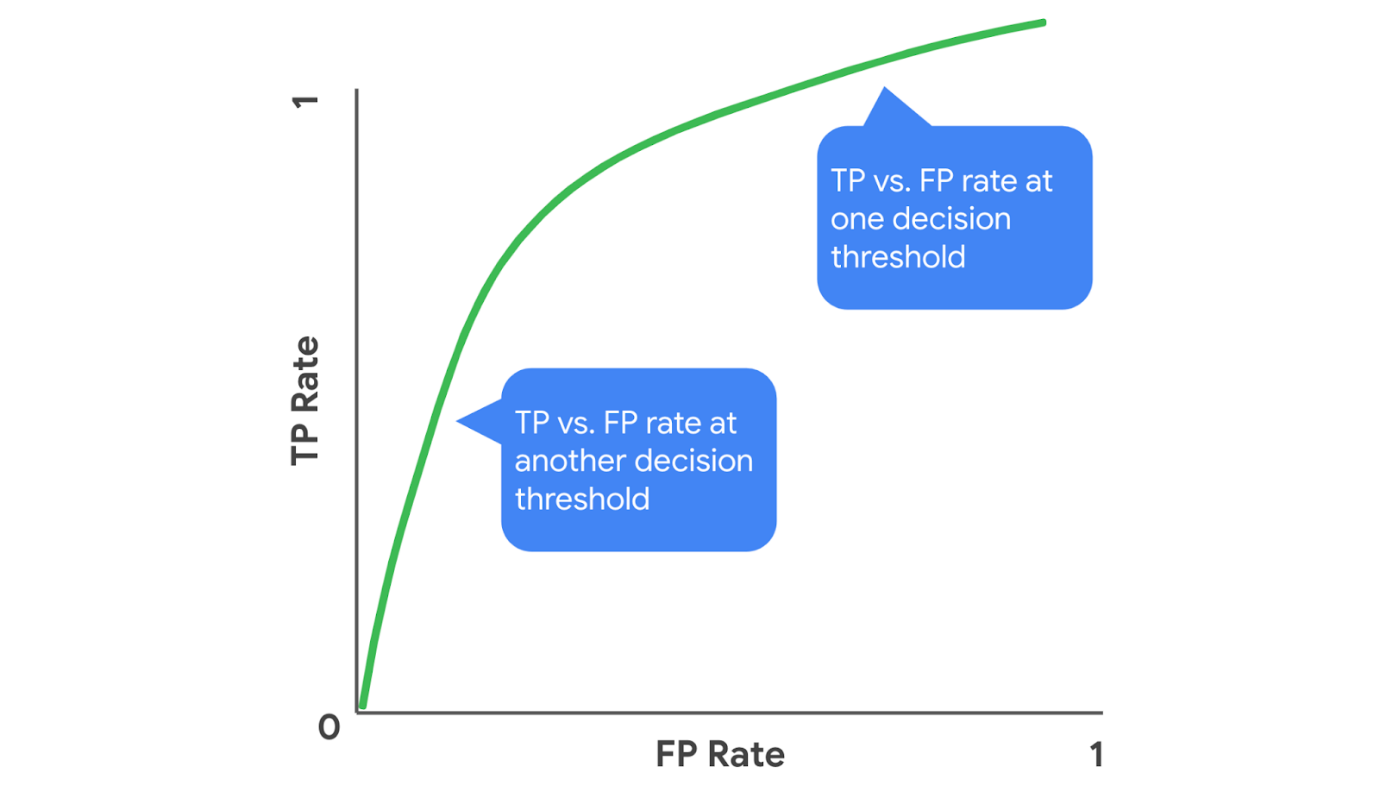 1
TP Rate
0
FP Rate
1
TP vs. FP rate at
one decision
threshold
TP vs. FP rate at
another decision
threshold